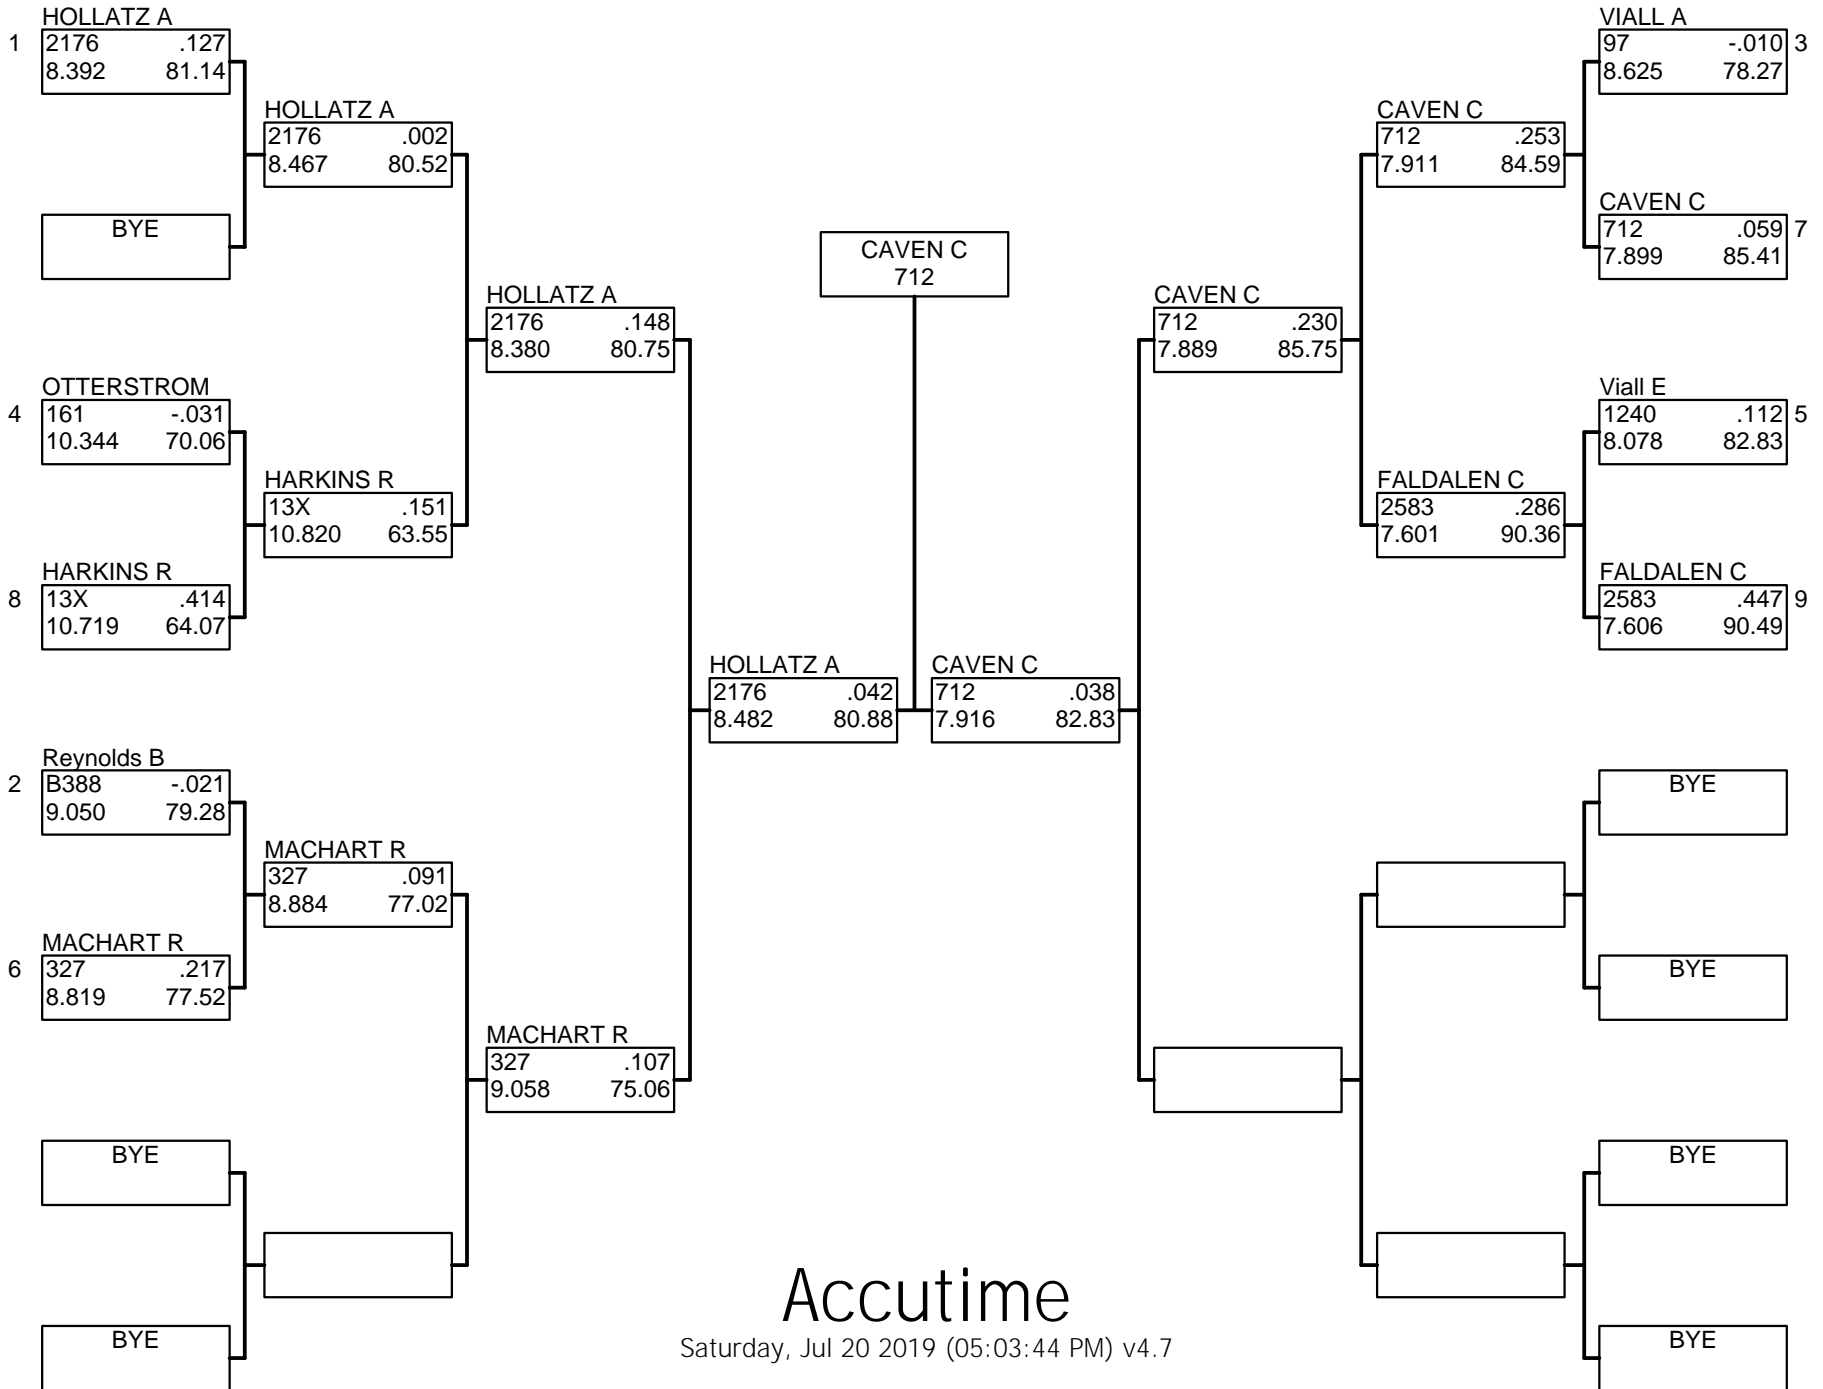 HOLLATZ A
1 2176 .127
8.392 81.14
BYE
OTTERSTROM
4 161 -.031
10.344 70.06
HARKINS R
8 13X .414
10.719 64.07
Reynolds B
2 B388 -.021
9.050 79.28
MACHART R
6 327 .217
8.819 77.52
BYE
BYE
HOLLATZ A
2176 .002
8.467 80.52
HARKINS R
13X .151
10.820 63.55
MACHART R
327 .091
8.884 77.02
HOLLATZ A
2176 .148
8.380 80.75
MACHART R
327 .107
9.058 75.06
HOLLATZ A
2176 .042
8.482 80.88
CAVEN C
712
CAVEN C
712 .038
7.916 82.83
CAVEN C
712 .230
7.889 85.75
CAVEN C
712 .253
7.911 84.59
FALDALEN C
2583 .286
7.601 90.36
VIALL A
97 -.010 3
8.625 78.27
CAVEN C
712 .059 7
7.899 85.41
Viall E
1240 .112 5
8.078 82.83
FALDALEN C
2583 .447 9
7.606 90.49
BYE
BYE
BYE
BYE
Accutime
Saturday, Jul 20 2019 (05:03:44 PM) v4.7